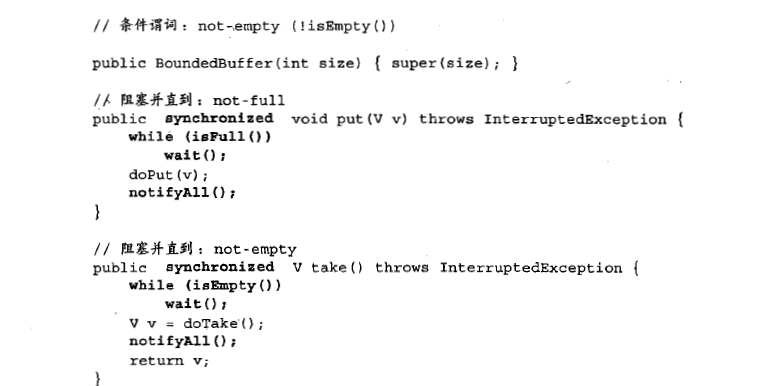 // 条件谓词：not-empty (!isEmpty())
public BoundedBuffer(int size) { super(size); }
// 阻塞并直到：not-full
public synchronized void put(V v) throws InterruptedException {
while (isFull())
wait();
doPut(v);
notifyAll();
}
// 阻塞并直到：not-empty
public synchronized V take() throws InterruptedException {
while (isEmpty())
wait();
V v = doTake();
notifyAll();
return v;
}